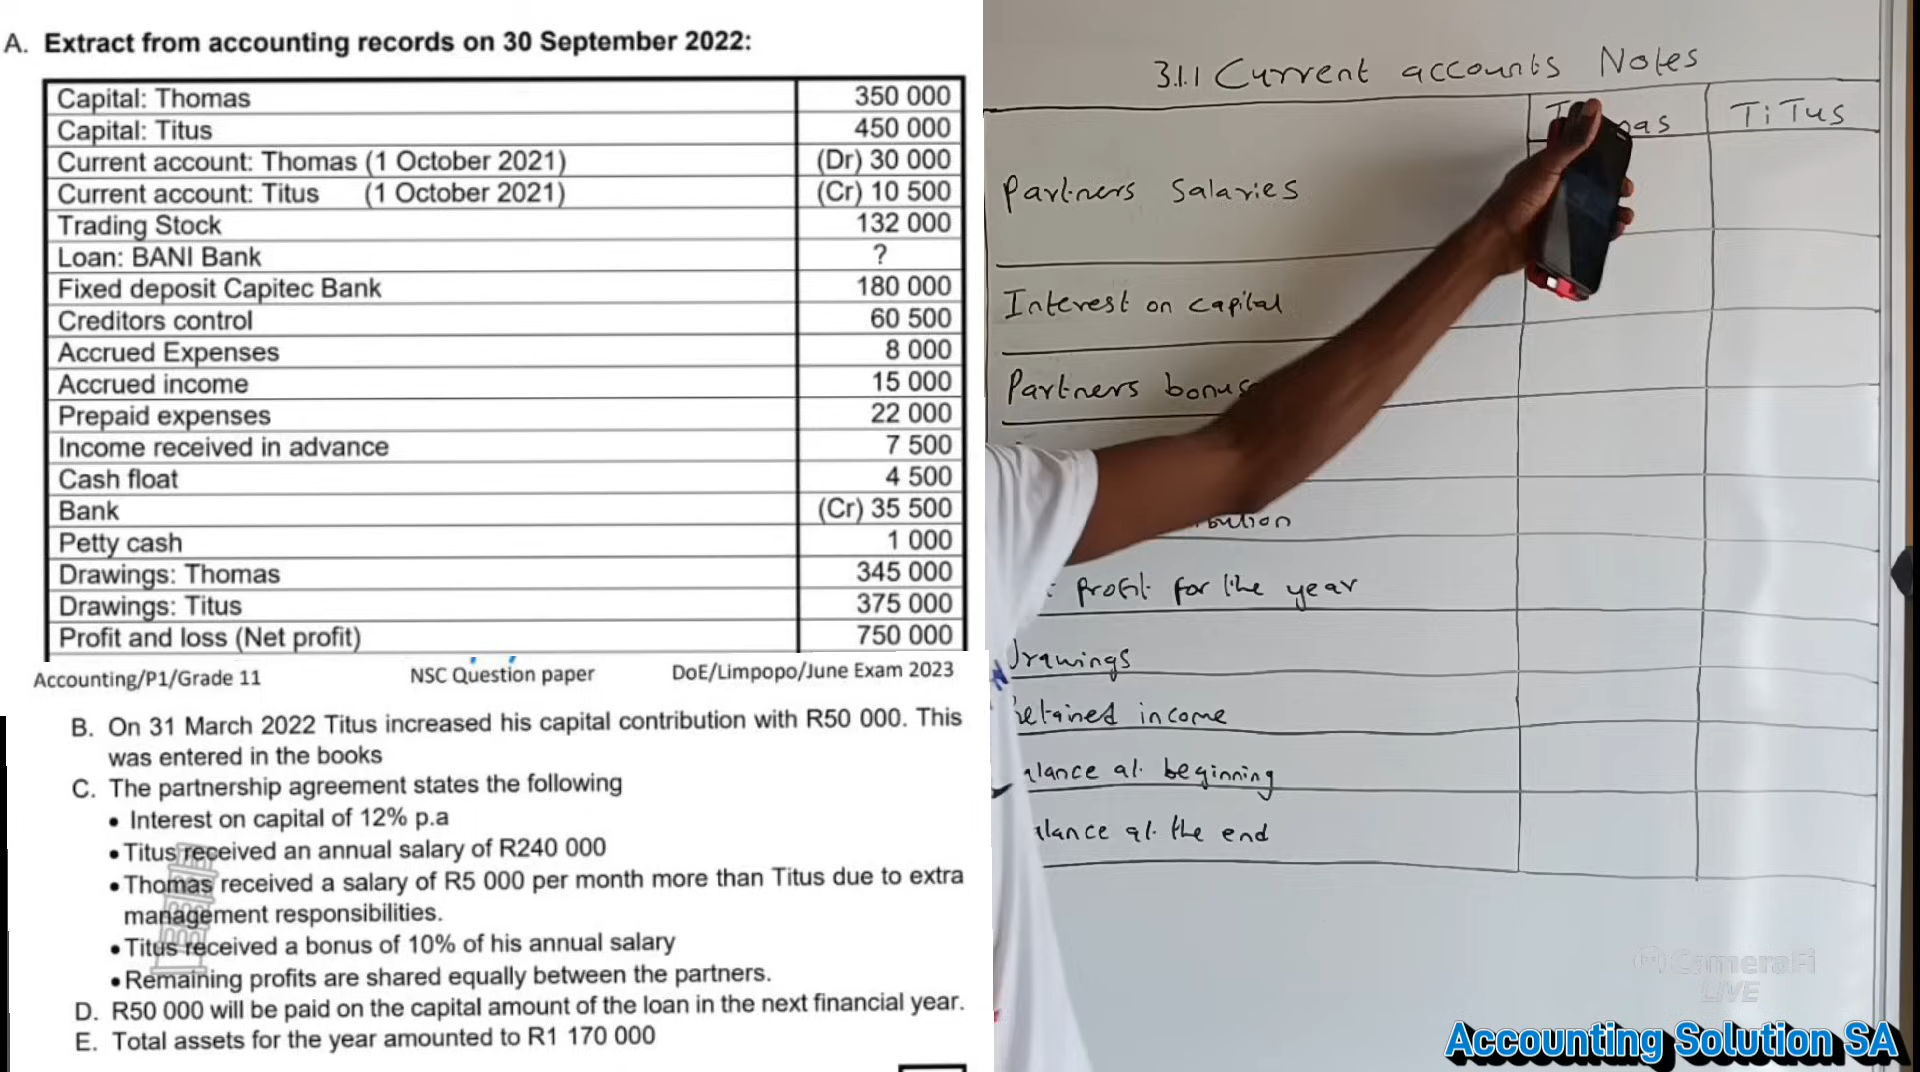 A. Extract from accounting records on 30 September 2022:
Capital: Thomas 350 000
Capital: Titus 450 000
Current account: Thomas (1 October 2021) (Dr) 30 000
Current account: Titus (1 October 2021) (Cr) 10 500
Trading Stock 132 000
Loan: BANI Bank ?
Fixed deposit Capitec Bank 180 000
Creditors control 60 500
Accrued Expenses 8 000
Accrued income 15 000
Prepaid expenses 22 000
Income received in advance 7 500
Cash float 4 500
Bank (Cr) 35 500
Petty cash 1 000
Drawings: Thomas 345 000
Drawings: Titus 375 000
Profit and loss (Net profit) 750 000
Accounting/P1/Grade 11 NSC Question paper DoE/Limpopo/June Exam 2023
B. On 31 March 2022 Titus increased his capital contribution with R50 000. This
was entered in the books
C. The partnership agreement states the following
• Interest on capital of 12% p.a
• Titus received an annual salary of R240 000
• Thomas received a salary of R5 000 per month more than Titus due to extra
management responsibilities.
• Titus received a bonus of 10% of his annual salary
• Remaining profits are shared equally between the partners.
D. R50 000 will be paid on the capital amount of the loan in the next financial year.
E. Total assets for the year amounted to R1 170 000
3.1.1 Current accounts Notes
TiTus
Partners Salaries
Interest on capital
Partners bonus
profit for the year
Drawings
Retained income
at beginning
at the end
CameraFi
LIVE
Accounting Solution SA